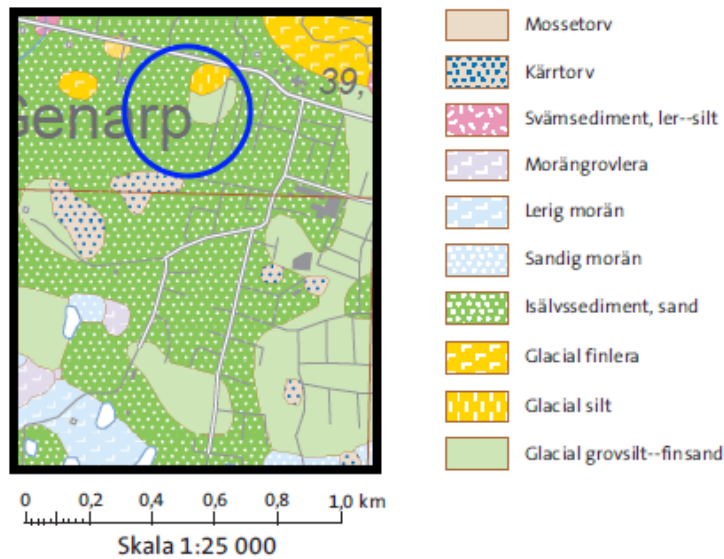 Genarp
39,
0 0,2 0,4 0,6 0,8 1,0 km
Skala 1:25 000
Mossetorv
Kärrtorv
Svämsediment, ler--silt
Morängrovlera
Lerig morän
Sandig morän
Isälvssediment, sand
Glacial finlera
Glacial silt
Glacial grovsilt--finsand